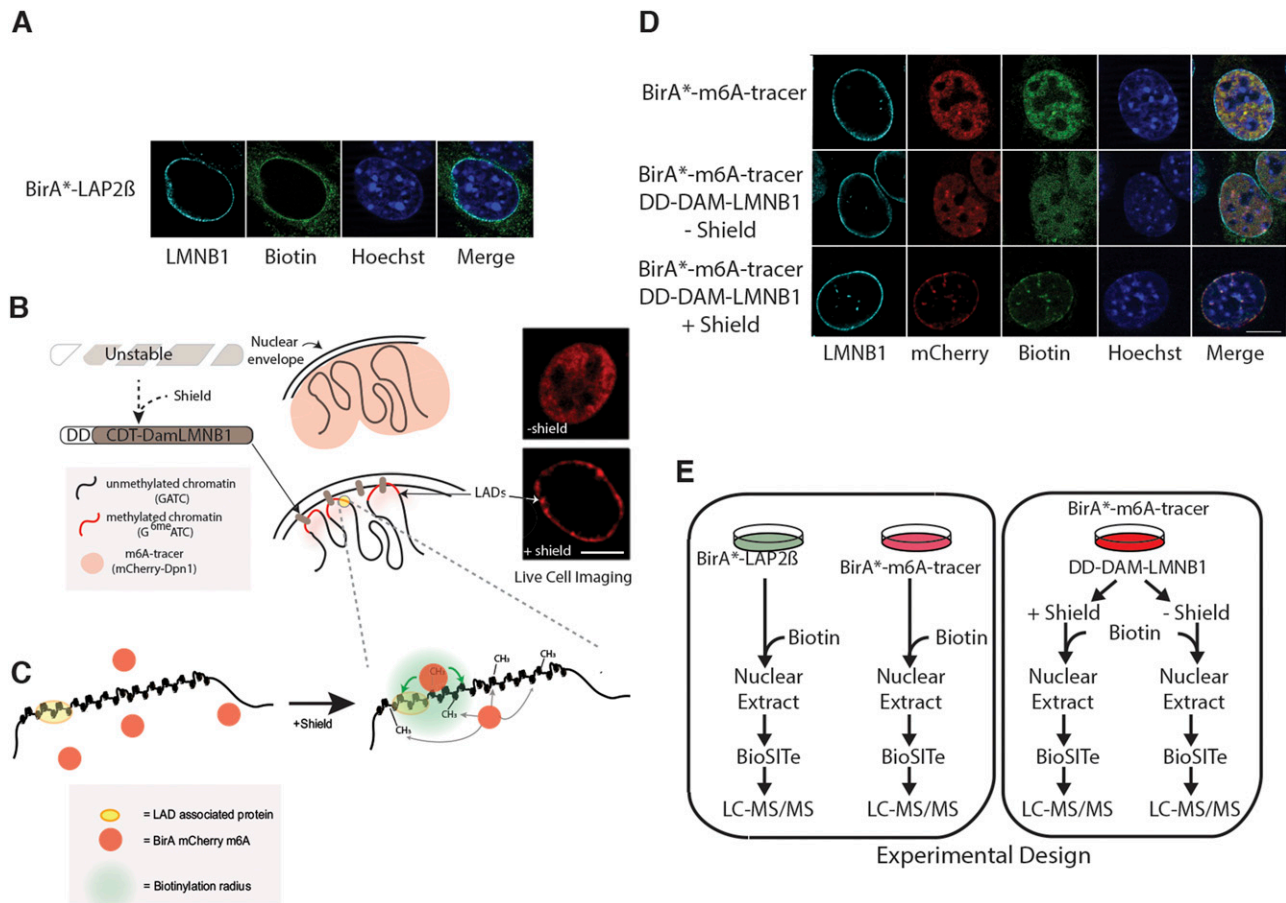 A
BirA*-LAP2ß
LMNB1 Biotin Hoechst Merge
B
Unstable
Shield
DD CDT-DamLMNB1
Nuclear
envelope
unmethylated chromatin
(GATC)
methylated chromatin
(G6meATC)
m6A-tracer
(mCherry-Dpn1)
LADs
-shield
+ shield
Live Cell Imaging
C
+Shield
CH3
CH3
CH3
CH3
CH3
= LAD associated protein
= BirA mCherry m6A
= Biotinylation radius
D
BirA*-m6A-tracer
BirA*-m6A-tracer
DD-DAM-LMNB1
- Shield
BirA*-m6A-tracer
DD-DAM-LMNB1
+ Shield
LMNB1 mCherry Biotin Hoechst Merge
E
BirA*-LAP2ß
Biotin
Nuclear
Extract
BioSITe
LC-MS/MS
BirA*-m6A-tracer
Biotin
Nuclear
Extract
BioSITe
LC-MS/MS
BirA*-m6A-tracer
DD-DAM-LMNB1
+ Shield - Shield
Biotin
Nuclear
Extract
BioSITe
LC-MS/MS
Nuclear
Extract
BioSITe
LC-MS/MS
Experimental Design